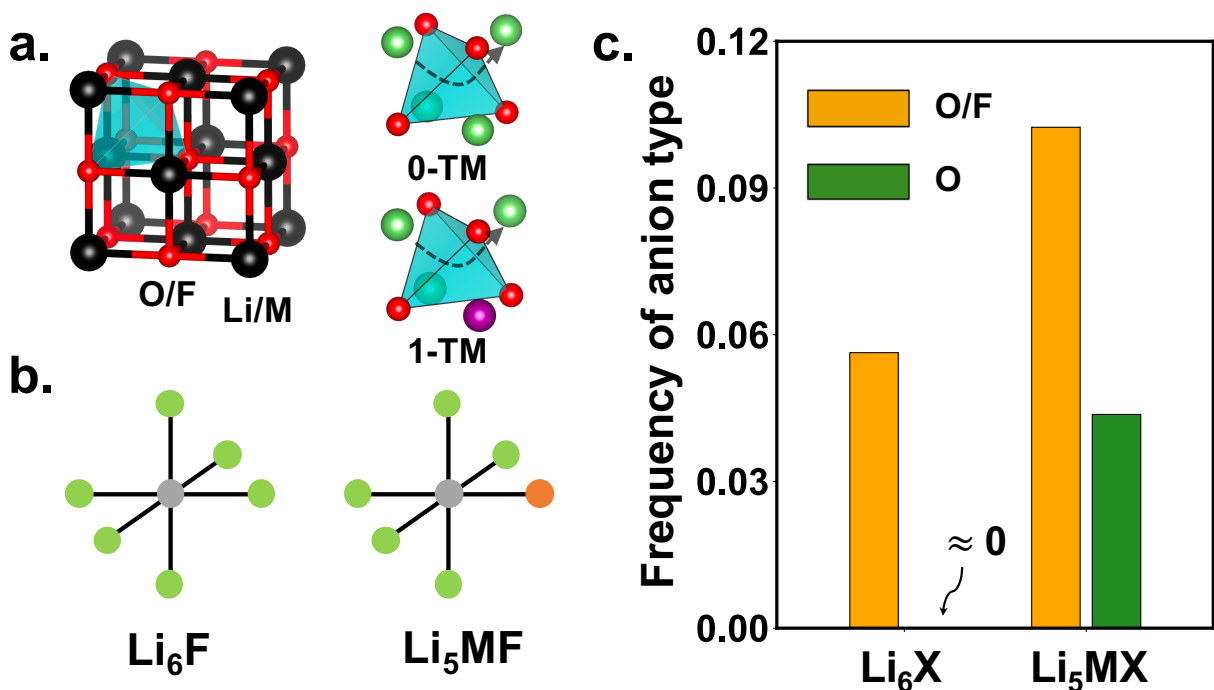 a.
0-TM
O/F
Li/M
1-TM
b.
Li₆F
Li₅MF
c.
Frequency of anion type
0.12
0.09
0.06
0.03
0.00
O/F
O
≈ 0
Li₆X
Li₅MX